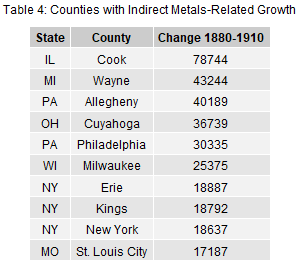 Table 4: Counties with Indirect Metals-Related Growth
State County Change 1880-1910
IL Cook 78744
MI Wayne 43244
PA Allegheny 40189
OH Cuyahoga 36739
PA Philadelphia 30335
WI Milwaukee 25375
NY Erie 18887
NY Kings 18792
NY New York 18637
MO St. Louis City 17187